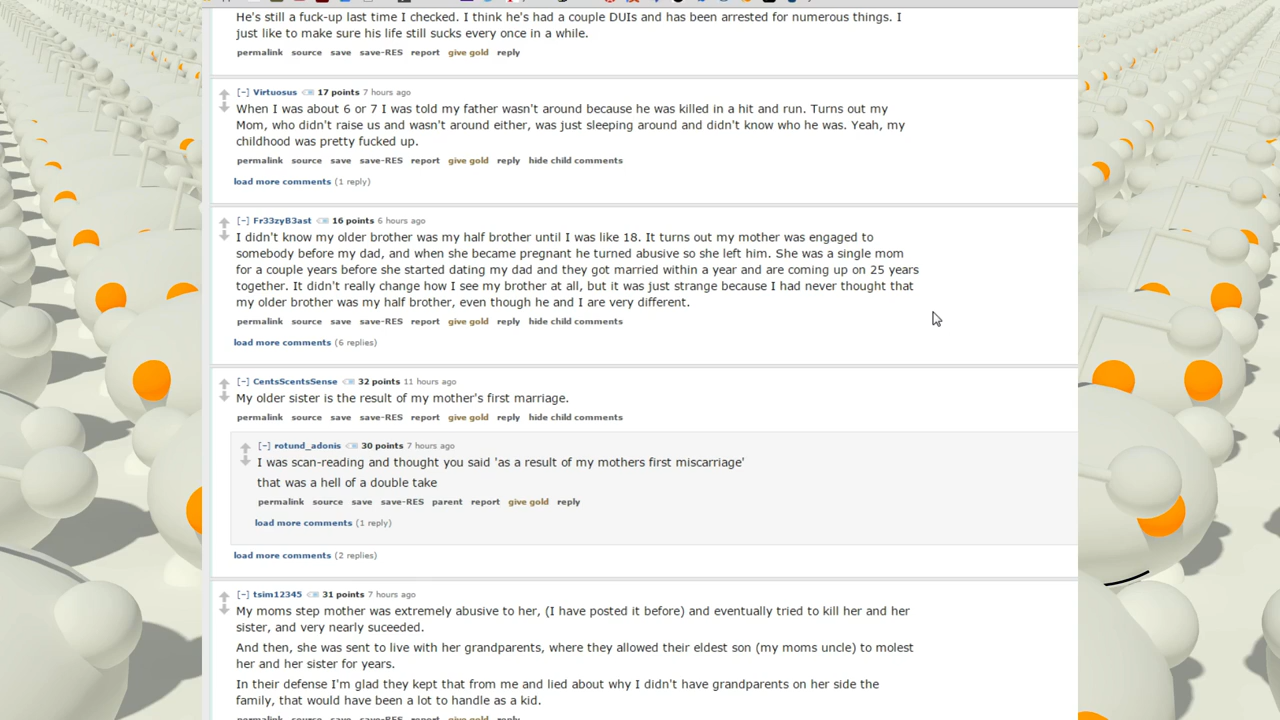 He's still a fuck-up last time I checked. I think he's had a couple DUIs and has been arrested for numerous things. I
just like to make sure his life still sucks every once in a while.
permalink source save save-RES report give gold reply
[-] Virtuosus 17 points 7 hours ago
When I was about 6 or 7 I was told my father wasn't around because he was killed in a hit and run. Turns out my
Mom, who didn't raise us and wasn't around either, was just sleeping around and didn't know who he was. Yeah, my
childhood was pretty fucked up.
permalink source save save-RES report give gold reply hide child comments
load more comments (1 reply)
[-] Fr33zyB3ast 16 points 6 hours ago
I didn't know my older brother was my half brother until I was like 18. It turns out my mother was engaged to
somebody before my dad, and when she became pregnant he turned abusive so she left him. She was a single mom
for a couple years before she started dating my dad and they got married within a year and are coming up on 25 years
together. It didn't really change how I see my brother at all, but it was just strange because I had never thought that
my older brother was my half brother, even though he and I are very different.
permalink source save save-RES report give gold reply hide child comments
load more comments (6 replies)
[-] CentsScentsSense 32 points 11 hours ago
My older sister is the result of my mother's first marriage.
permalink source save save-RES report give gold reply hide child comments
[-] rotund_adonis 30 points 7 hours ago
I was scan-reading and thought you said 'as a result of my mothers first miscarriage'
that was a hell of a double take
permalink source save save-RES parent report give gold reply
load more comments (1 reply)
load more comments (2 replies)
[-] tsim12345 31 points 7 hours ago
My moms step mother was extremely abusive to her, (I have posted it before) and eventually tried to kill her and her
sister, and very nearly suceeded.
And then, she was sent to live with her grandparents, where they allowed their eldest son (my moms uncle) to molest
her and her sister for years.
In their defense I'm glad they kept that from me and lied about why I didn't have grandparents on her side the
family, that would have been a lot to handle as a kid.
permalink source save save-RES report give gold reply